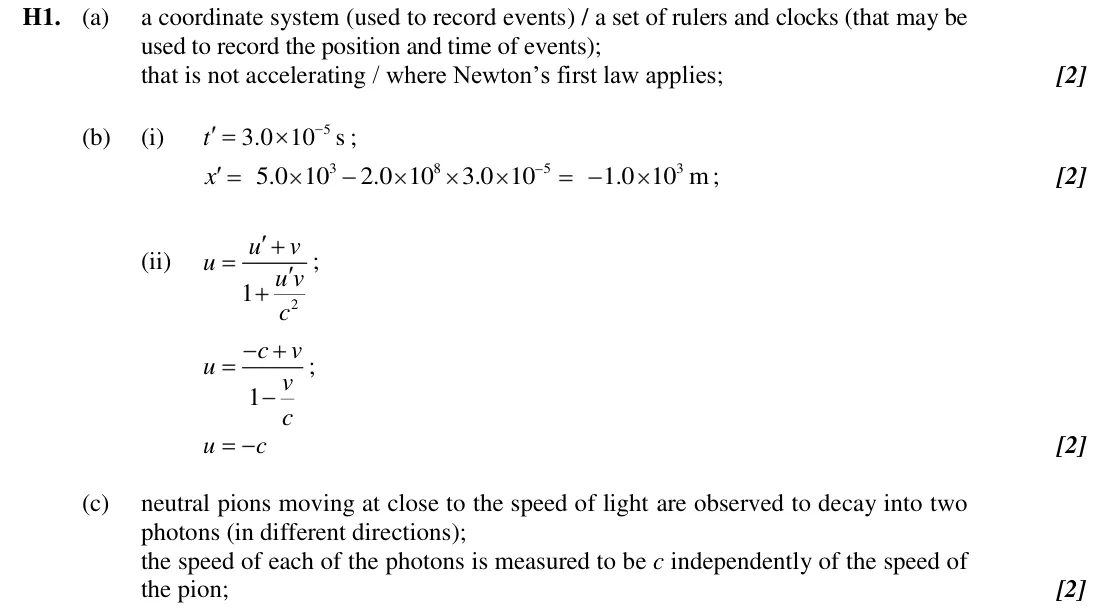 H1. (a) a coordinate system (used to record events) / a set of rulers and clocks (that may be
used to record the position and time of events);
that is not accelerating / where Newton's first law applies; [2]
(b) (i) t′ = 3.0×10⁻⁵ s ;
x′ = 5.0×10³ − 2.0×10⁸ × 3.0×10⁻⁵ = −1.0×10³ m ; [2]
(ii) u = \frac{u′ + v}{1 + \frac{u′v}{c²}} ;
u = \frac{−c + v}{1 − \frac{v}{c}} ;
u = −c [2]
(c) neutral pions moving at close to the speed of light are observed to decay into two
photons (in different directions);
the speed of each of the photons is measured to be c independently of the speed of
the pion; [2]